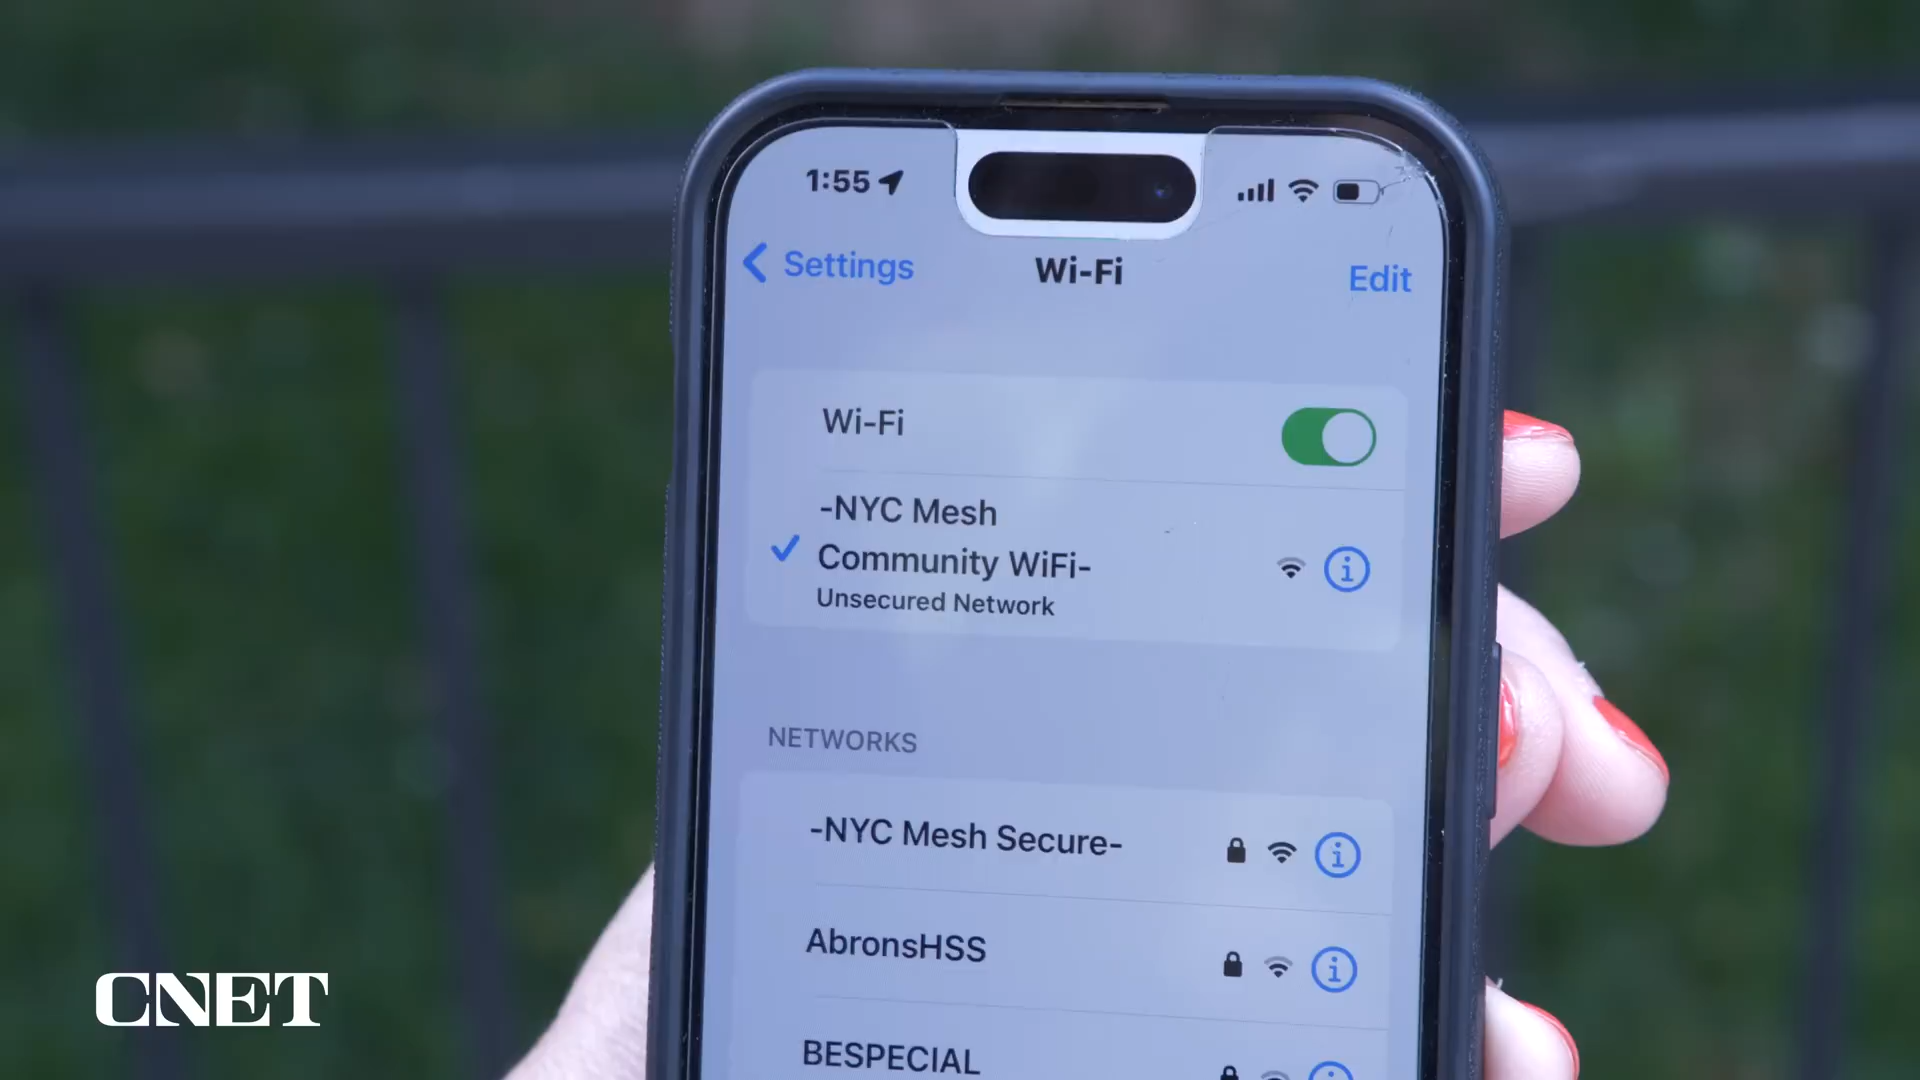 1:55
Settings
Wi-Fi
Edit
Wi-Fi
-NYC Mesh
Community WiFi-
Unsecured Network
NETWORKS
-NYC Mesh Secure-
AbronsHSS
BESPECIAL
CNET